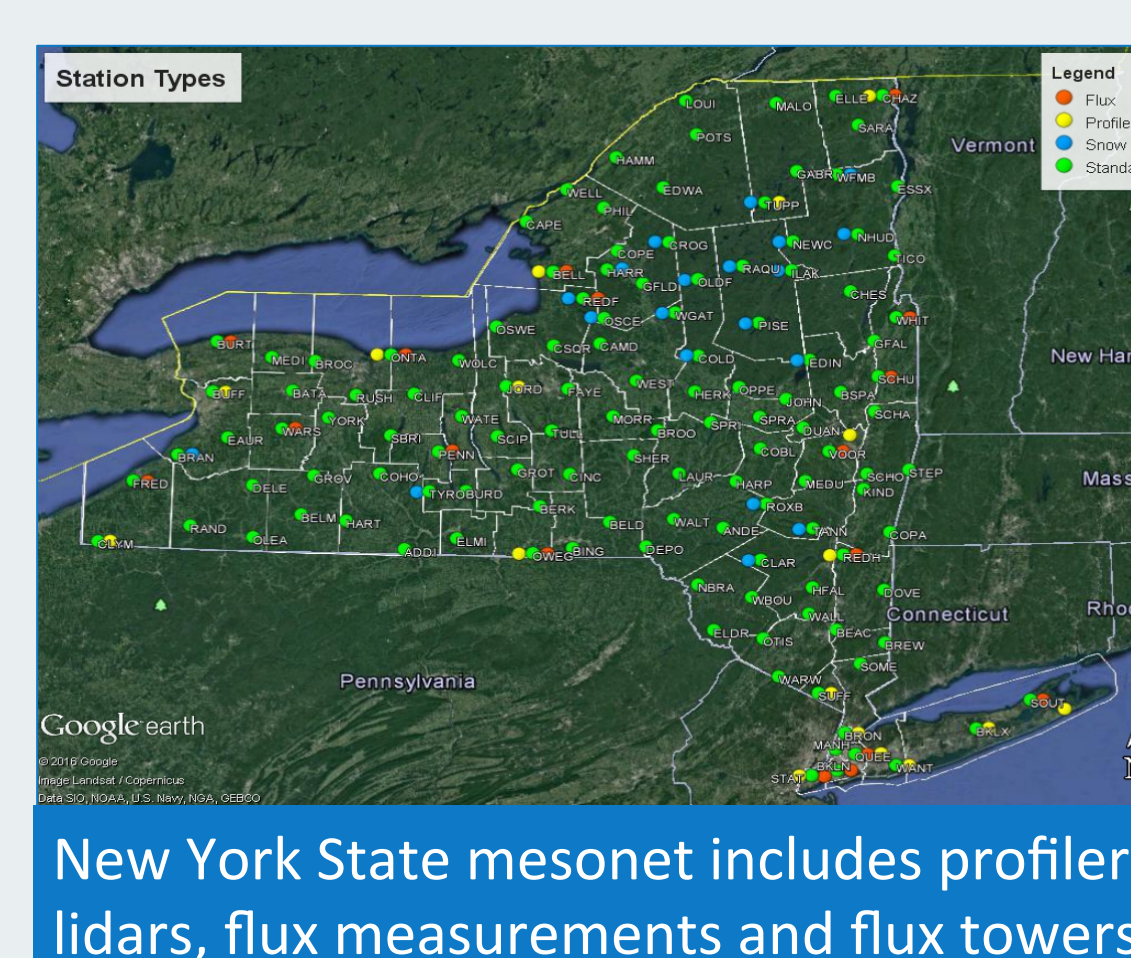 Station Types
Legend
Flux
Profile
Snow
Standa
LOUI
MALO
ELLE
CHAZ
POTS
SARA
Vermont
HAMM
GABR
WFMB
WELL
EDWA
ESSX
PHIL
TUPP
CAPE
COPE
CROG
NEWC
NHUD
TICO
BELL
HARR
GFLD
OLDF
RAQU
ILAK
REDF
CHES
OSCE
WGAT
PISE
WHIT
OSWE
BURT
CSQR
CAMD
GFAL
MEDI
BROC
ONTA
WOLC
COLD
EDIN
New Har
SCHU
BUFF
BATA
RUSH
CLIF
JORD
FAYE
WEST
HERK
OPPE
JOHN
BSPA
YORK
WATE
MORR
SPRI
SPRA
SCHA
WARS
EAUR
SBRI
SCIP
TULL
BROO
DUAN
BRAN
PENN
SHER
COBL
VOOR
FRED
DELE
GROV
COHO
GROT
CINC
LAUR
HARP
MEDU
SCHO
STEP
KIND
Mass
TYRO
BURD
BERK
ROXB
RAND
BELM
HART
BELD
WALT
ANDE
TANN
COPA
CLYM
OLEA
ADDI
ELMI
OWEG
BING
DEPO
CLAR
REDH
NBRA
WBOU
HFAL
DOVE
WALL
Connecticut
Rho
ELDR
OTIS
BEAC
BREW
SOME
Pennsylvania
WARW
SUFF
SOUT
Google earth
BRON
BKLX
MANH
QUEE
© 2016 Google
BKLN
WANT
STAT
Image Landsat / Copernicus
Data SIO, NOAA, U.S. Navy, NGA, GEBCO
New York State mesonet includes profiler
lidars, flux measurements and flux towers